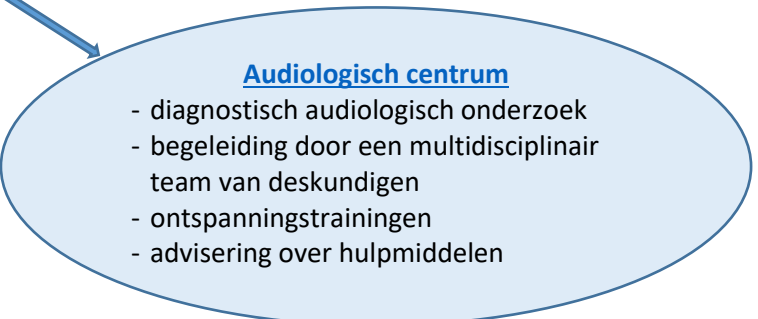 Audiologisch centrum
- diagnostisch audiologisch onderzoek
- begeleiding door een multidisciplinair
team van deskundigen
- ontspanningstrainingen
- advisering over hulpmiddelen